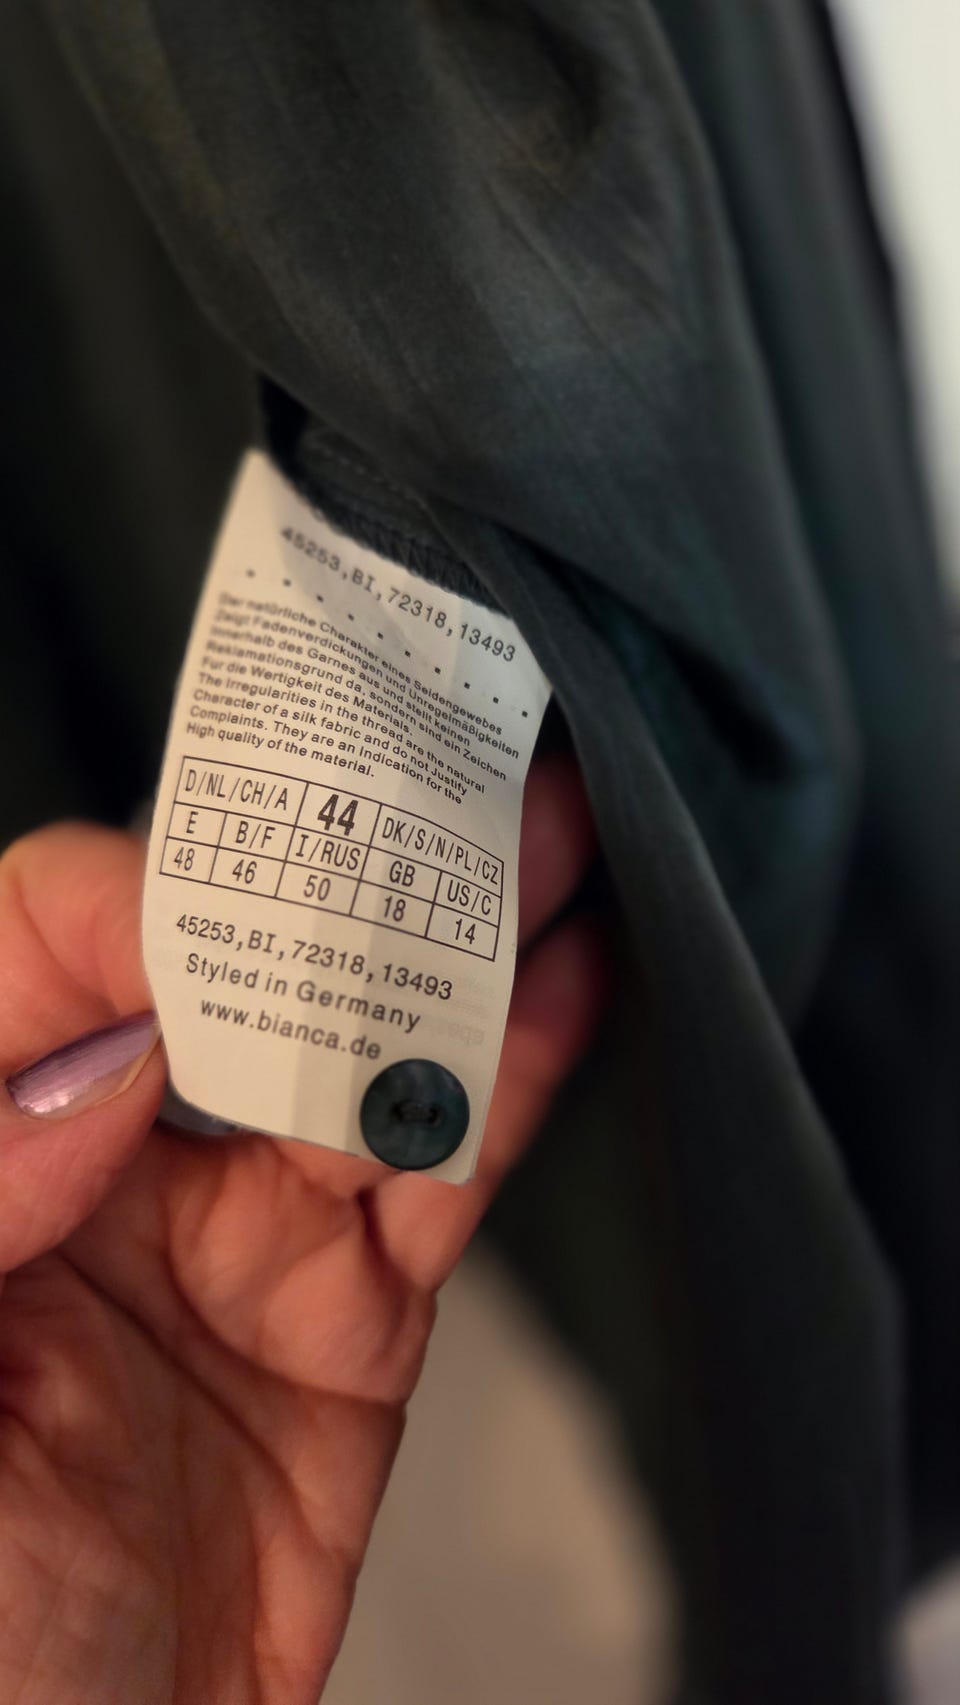 45253,BI,72318,13493
Der natürliche Charakter eines Seidengewebes
Zeigt Fadenverdickungen und Unregelmäßigkeiten
Innerhalb des Garnes aus und stellt keinen
Reklamationsgrund da, sondern sind ein Zeichen
Für die Wertigkeit des Materials.
The Irregularities in the thread are the natural
Character of a silk fabric and do not Justify
Complaints. They are an Indication for the
High quality of the material.
D/NL/CH/A 44 DK/S/N/PL/CZ
E B/F I/RUS GB US/C
48 46 50 18 14
45253,BI,72318,13493
Styled in Germany
www.bianca.de